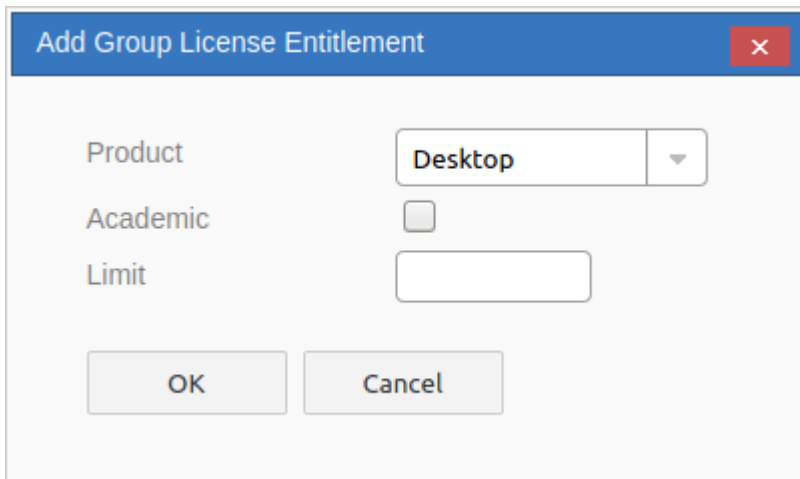 Add Group License Entitlement
Product
Desktop
Academic
Limit
OK
Cancel